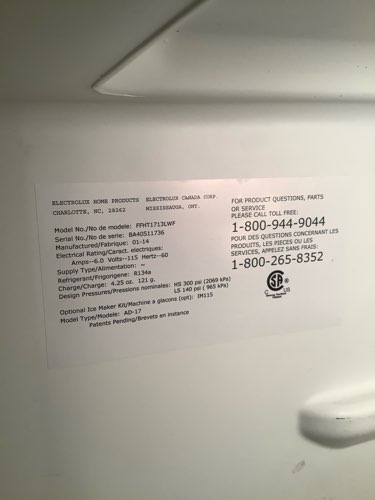 ELECTROLUX HOME PRODUCTS ELECTROLUX CANADA CORP.
CHARLOTTE, NC, 28262 MISSISSAUGA, ONT.
Model No./No de modele: FFHT1713LWF
Serial No./No de serie: BA40511736
Manufactured/Fabrique: 01-14
Electrical Rating/Caract. electriques:
Amps--6.0 Volts--115 Hertz--60
Supply Type/Alimentation: ~
Refrigerant/Frigorigene: R134a
Charge/Charge: 4.25 oz. 121 g.
Design Pressures/Pressions nominales: HS 300 psi (2069 kPa)
LS 140 psi ( 965 kPa)
Optional Ice Maker Kit/Machine a glacons (opt): IM115
Model Type/Modele: AD-17
Patents Pending/Brevets en instance
FOR PRODUCT QUESTIONS, PARTS
OR SERVICE
PLEASE CALL TOLL FREE:
1-800-944-9044
POUR DES QUESTIONS CONCERNANT LES
PRODUITS, LES PIECES OU LES
SERVICES, APPELEZ SANS FRAIS:
1-800-265-8352
SA
C US